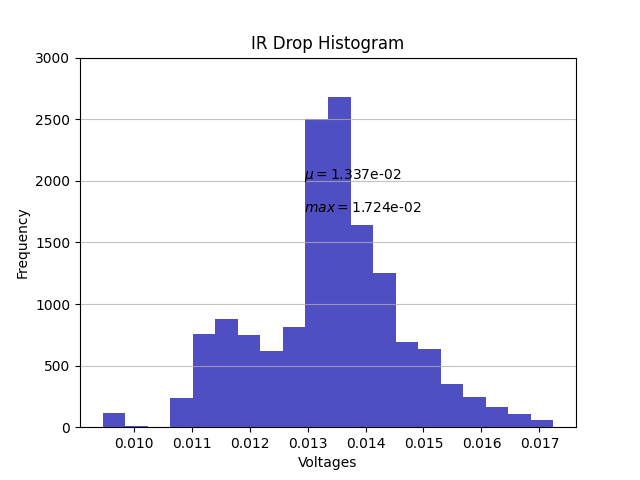 IR Drop Histogram
3000
2500
2000
1500
1000
500
0
Frequency
μ = 1.337e-02
max = 1.724e-02
0.010 0.011 0.012 0.013 0.014 0.015 0.016 0.017
Voltages